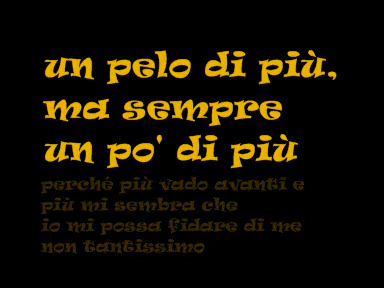 un pelo di più,
ma sempre
un po' di più
perché più vado avanti e
più mi sembra che
io mi possa fidare di me
non tantissimo